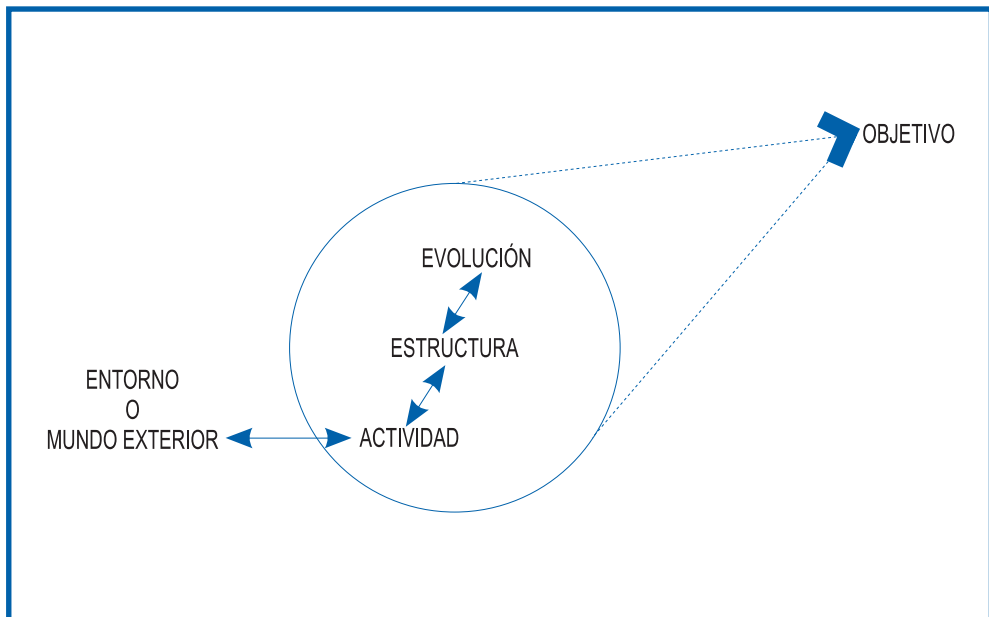 OBJETIVO
EVOLUCIÓN
ESTRUCTURA
ENTORNO
O
MUNDO EXTERIOR
ACTIVIDAD